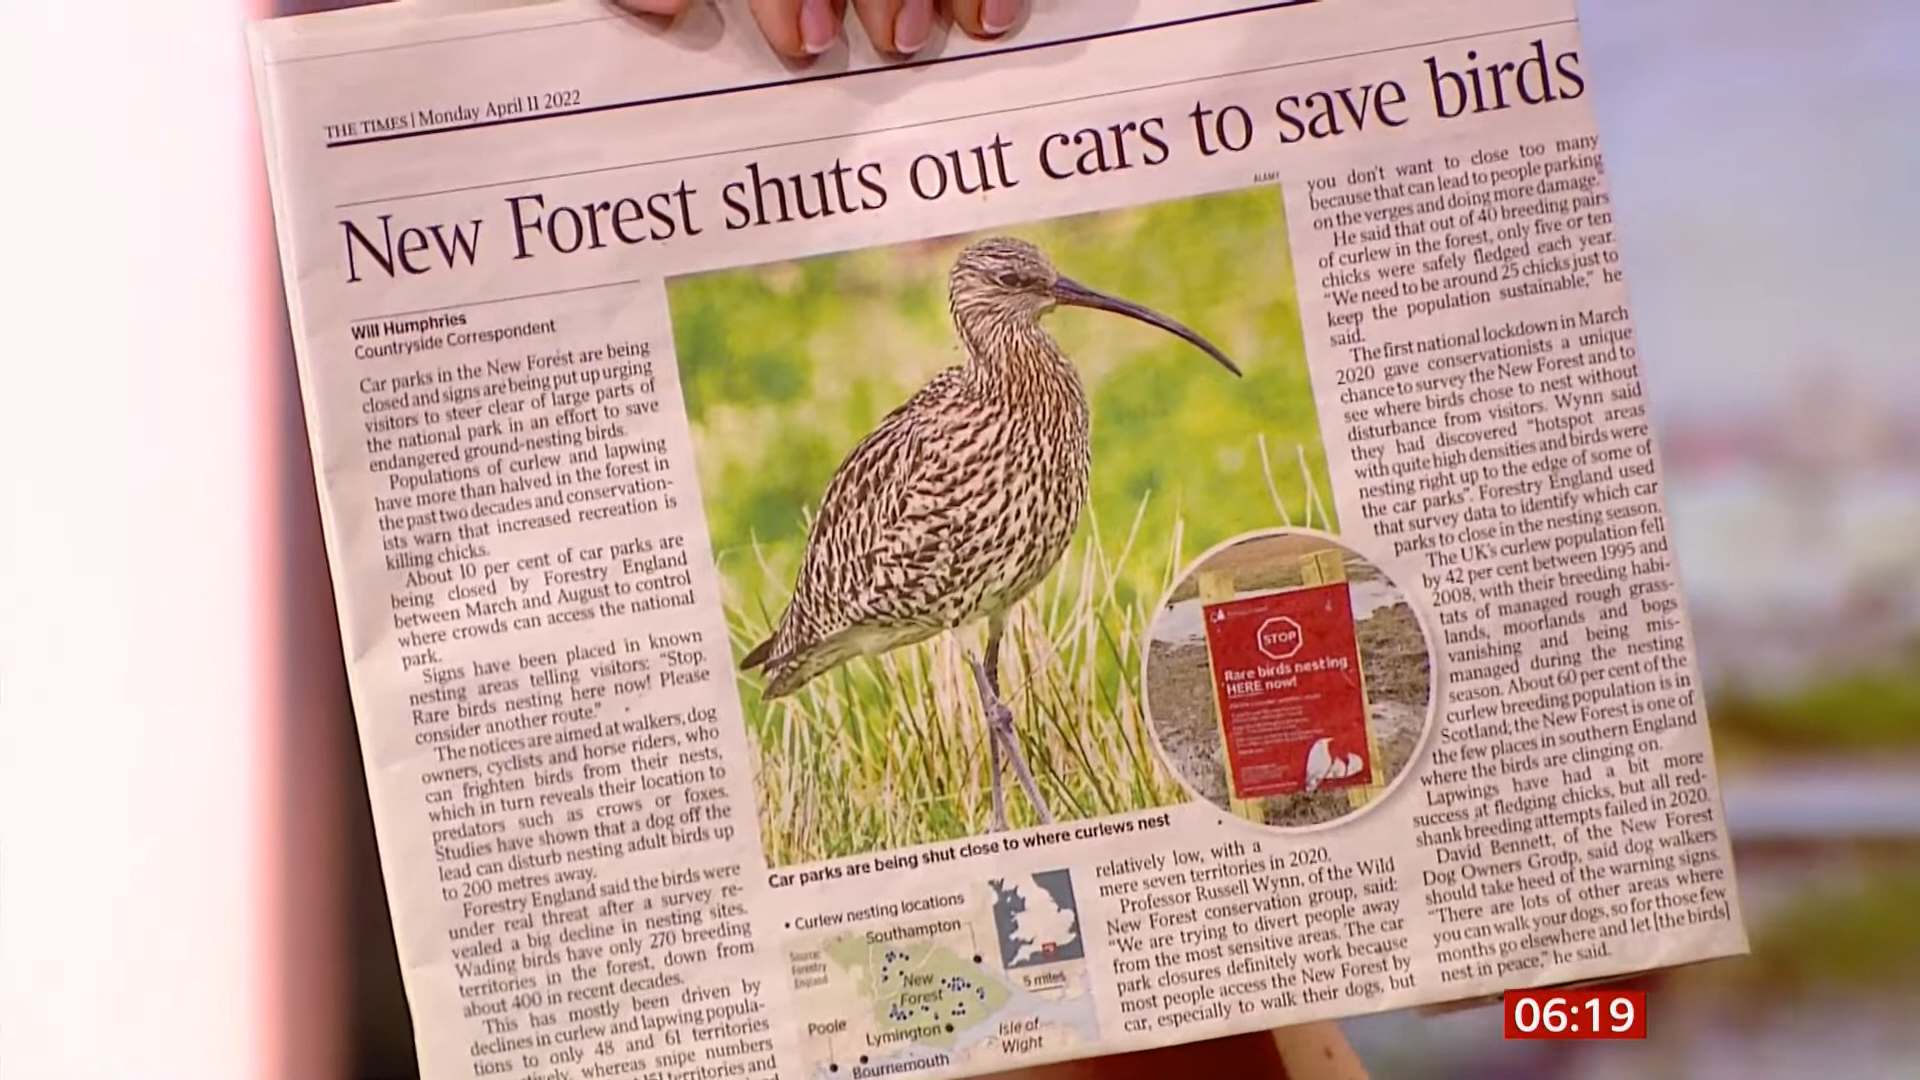 THE TIMES | Monday April 11 2022
New Forest shuts out cars to save birds
Will Humphries
Countryside Correspondent
Car parks in the New Forest are being
closed and signs are being put up urging
visitors to steer clear of large parts of
the national park in an effort to save
endangered ground-nesting birds.
Populations of curlew and lapwing
have more than halved in the forest in
the past two decades and conservation-
ists warn that increased recreation is
killing chicks.
About 10 per cent of car parks are
being closed by Forestry England
between March and August to control
where crowds can access the national
park.
Signs have been placed in known
nesting areas telling visitors: "Stop.
Rare birds nesting here now! Please
consider another route."
The notices are aimed at walkers, dog
owners, cyclists and horse riders, who
can frighten birds from their nests,
which in turn reveals their location to
predators such as crows or foxes.
Studies have shown that a dog off the
lead can disturb nesting adult birds up
to 200 metres away.
Forestry England said the birds were
under real threat after a survey re-
vealed a big decline in nesting sites.
Wading birds have only 270 breeding
territories in the forest, down from
about 400 in recent decades.
This has mostly been driven by
declines in curlew and lapwing popula-
tions to only 48 and 61 territories
whereas snipe numbers
territories and
ALAMY
STOP
Rare birds nesting
HERE now!
Car parks are being shut close to where curlews nest
• Curlew nesting locations
Source:
Forestry
England
Southampton
New
Forest
5 miles
Poole
Lymington
Isle of
Wight
Bournemouth
relatively low, with a
mere seven territories in 2020.
Professor Russell Wynn, of the Wild
New Forest conservation group, said:
"We are trying to divert people away
from the most sensitive areas. The car
park closures definitely work because
most people access the New Forest by
car, especially to walk their dogs, but
you don't want to close too many
because that can lead to people parking
on the verges and doing more damage.
He said that out of 40 breeding pairs
of curlew in the forest, only five or ten
chicks were safely fledged each year.
"We need to be around 25 chicks just to
keep the population sustainable," he
said.
The first national lockdown in March
2020 gave conservationists a unique
chance to survey the New Forest and to
see where birds chose to nest without
disturbance from visitors. Wynn said
they had discovered "hotspot areas
with quite high densities and birds were
nesting right up to the edge of some of
the car parks". Forestry England used
that survey data to identify which car
parks to close in the nesting season.
The UK's curlew population fell
by 42 per cent between 1995 and
2008, with their breeding habi-
tats of managed rough grass-
lands, moorlands and bogs
vanishing and being mis-
managed during the nesting
season. About 60 per cent of the
curlew breeding population is in
Scotland; the New Forest is one of
the few places in southern England
where the birds are clinging on.
Lapwings have had a bit more
success at fledging chicks, but all red-
shank breeding attempts failed in 2020.
David Bennett, of the New Forest
Dog Owners Group, said dog walkers
should take heed of the warning signs.
"There are lots of other areas where
you can walk your dogs, so for those few
months go elsewhere and let [the birds]
nest in peace," he said.
06:19